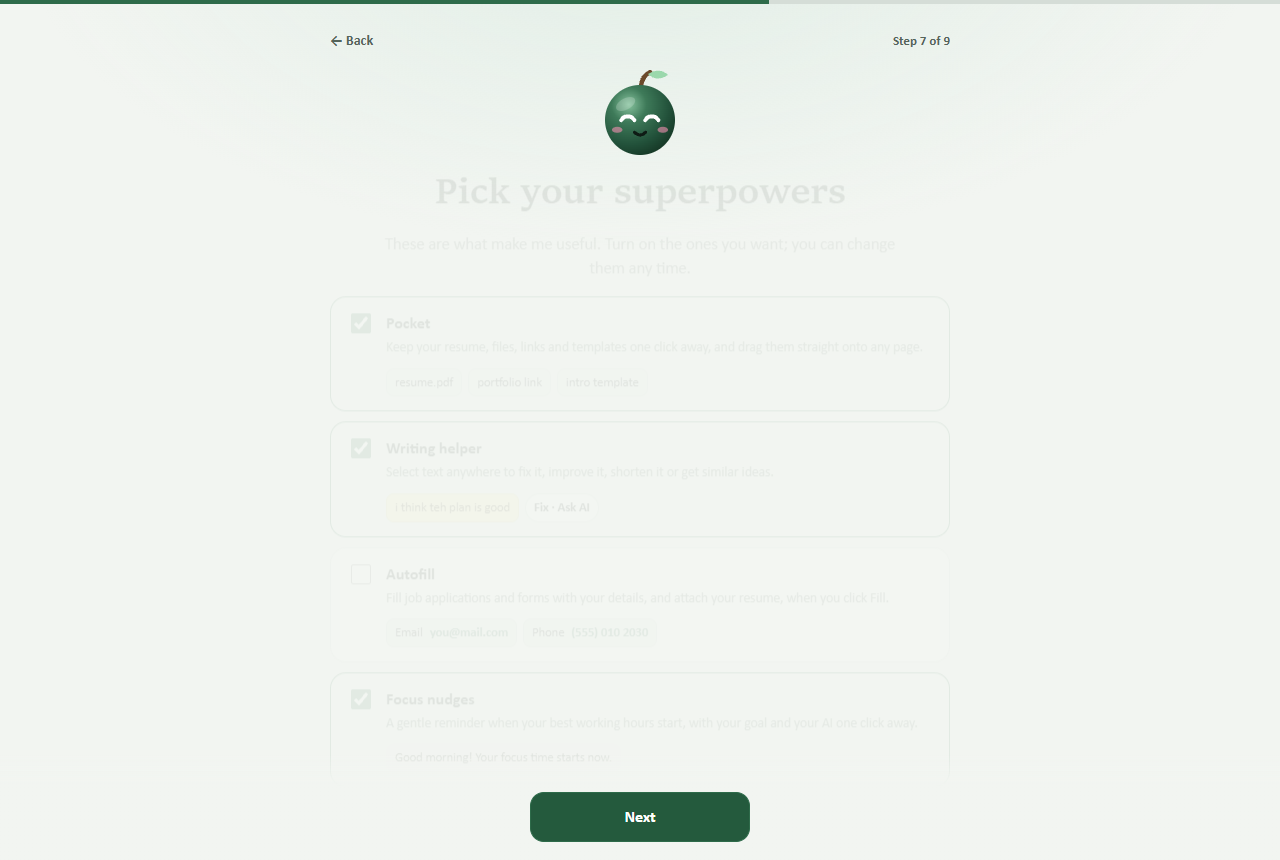 Back
Step 7 of 9
Pick your superpowers
These are what make me useful. Turn on the ones you want; you can change
them any time.
Pocket
Keep your resume, files, links and templates one click away, and drag them straight onto any page.
resume.pdf portfolio link intro template
Writing helper
Select text anywhere to fix it, improve it, shorten it or get similar ideas.
i think teh plan is good Fix · Ask AI
Autofill
Fill job applications and forms with your details, and attach your resume, when you click Fill.
Email you@mail.com Phone (555) 010 2030
Focus nudges
A gentle reminder when your best working hours start, with your goal and your AI one click away.
Good morning! Your focus time starts now.
Next